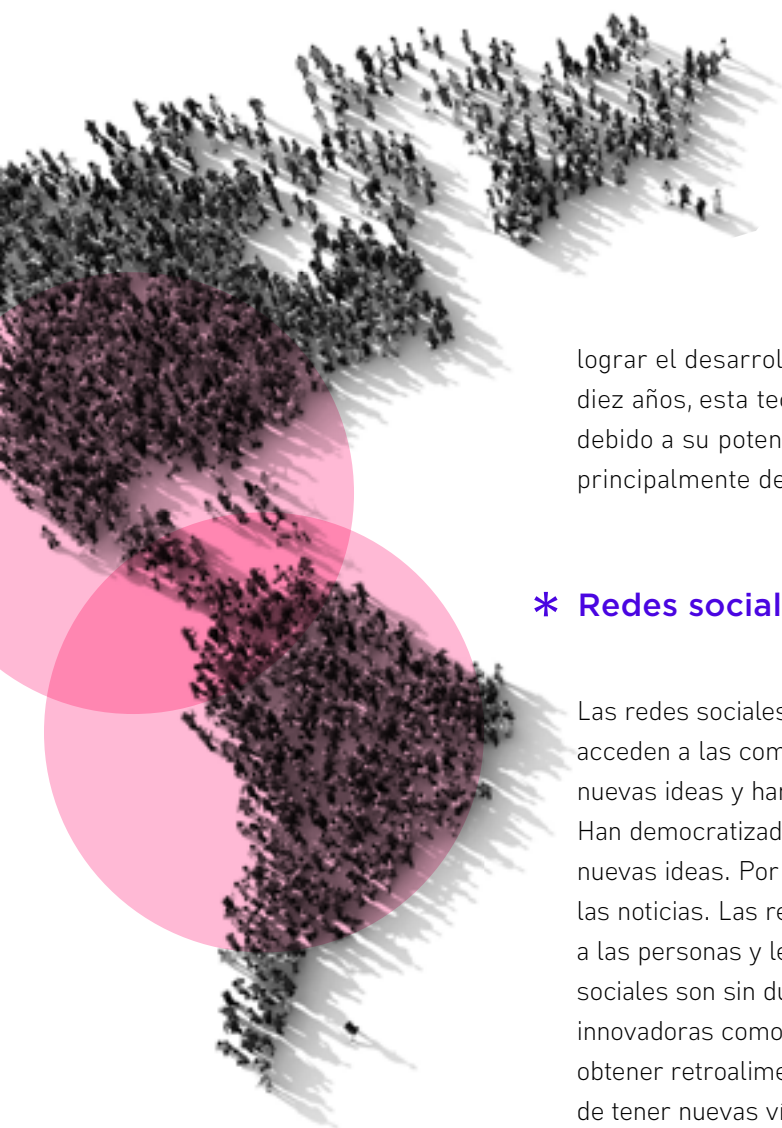 lograr el desarrol
diez años, esta tec
debido a su poten
principalmente de
* Redes social
Las redes sociales
acceden a las com
nuevas ideas y har
Han democratizad
nuevas ideas. Por
las noticias. Las re
a las personas y le
sociales son sin du
innovadoras como
obtener retroalime
de tener nuevas ví